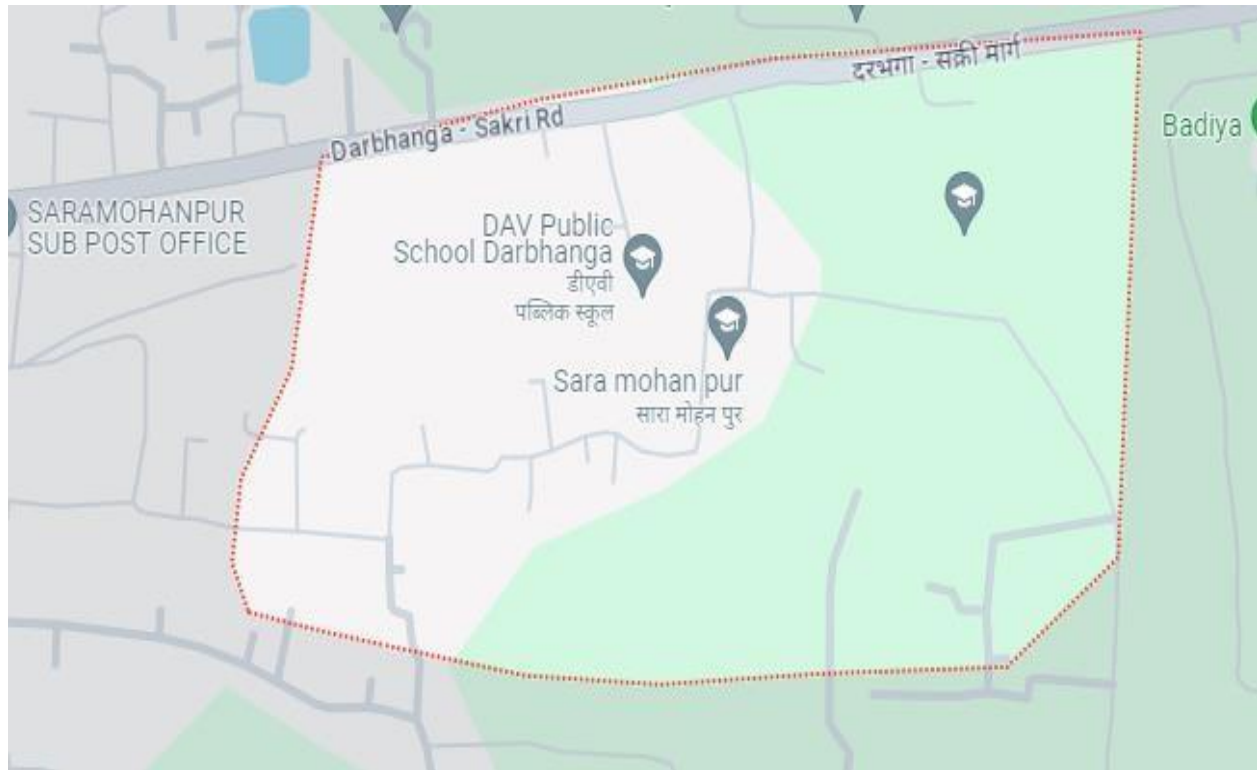 दरभंगा - सक्री मार्ग
Darbhanga - Sakri Rd
Badiya
SARAMOHANPUR
SUB POST OFFICE
DAV Public
School Darbhanga
डीएवी
पब्लिक स्कूल
Sara mohan pur
सारा मोहन पुर